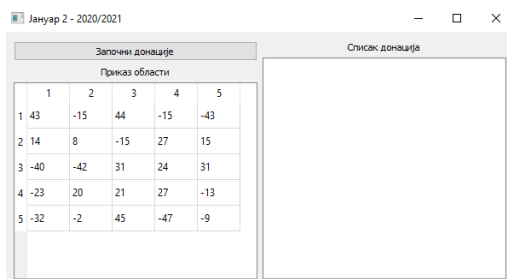 Јануар 2 - 2020/2021
Започни донације
Списак донација
Приказ области
1 2 3 4 5
1 43 -15 44 -15 -43
2 14 8 -15 27 15
3 -40 -42 31 24 31
4 -23 20 21 27 -13
5 -32 -2 45 -47 -9